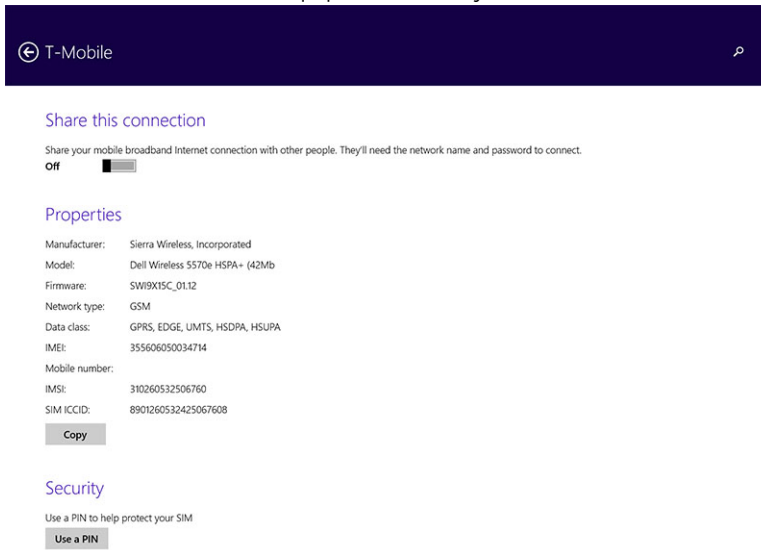 T-Mobile
Share this connection
Share your mobile broadband Internet connection with other people. They'll need the network name and password to connect.
Off
Properties
Manufacturer: Sierra Wireless, Incorporated
Model: Dell Wireless 5570e HSPA+ (42Mb
Firmware: SWI9X15C_01.12
Network type: GSM
Data class: GPRS, EDGE, UMTS, HSDPA, HSUPA
IMEI: 355606050034714
Mobile number:
IMSI: 310260532506760
SIM ICCID: 8901260532425067608
Copy
Security
Use a PIN to help protect your SIM
Use a PIN